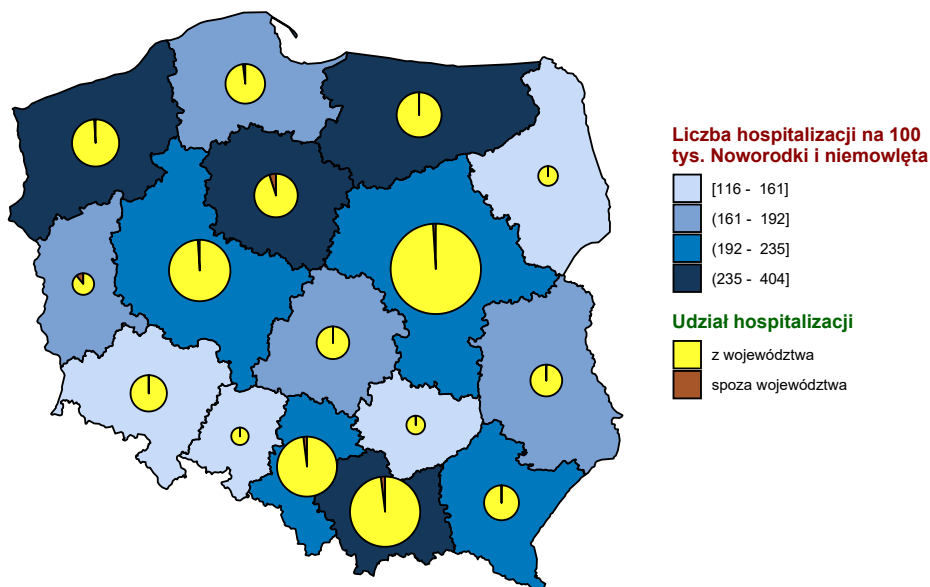 Liczba hospitalizacji na 100
tys. Noworodki i niemowlęta
[116 - 161]
(161 - 192]
(192 - 235]
(235 - 404]
Udział hospitalizacji
z województwa
spoza województwa